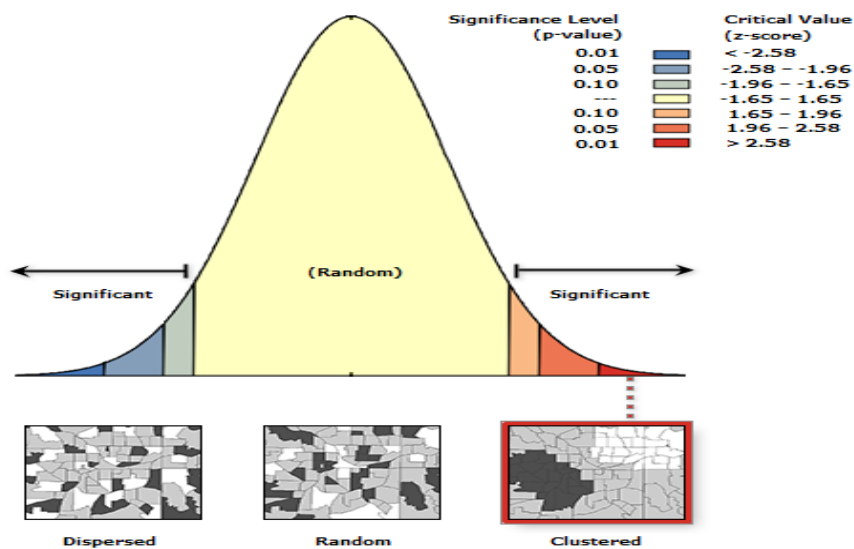 Significance Level Critical Value
(p-value) (z-score)
0.01 < -2.58
0.05 -2.58 – -1.96
0.10 -1.96 – -1.65
--- -1.65 – 1.65
0.10 1.65 – 1.96
0.05 1.96 – 2.58
0.01 > 2.58
(Random)
Significant Significant
Dispersed Random Clustered